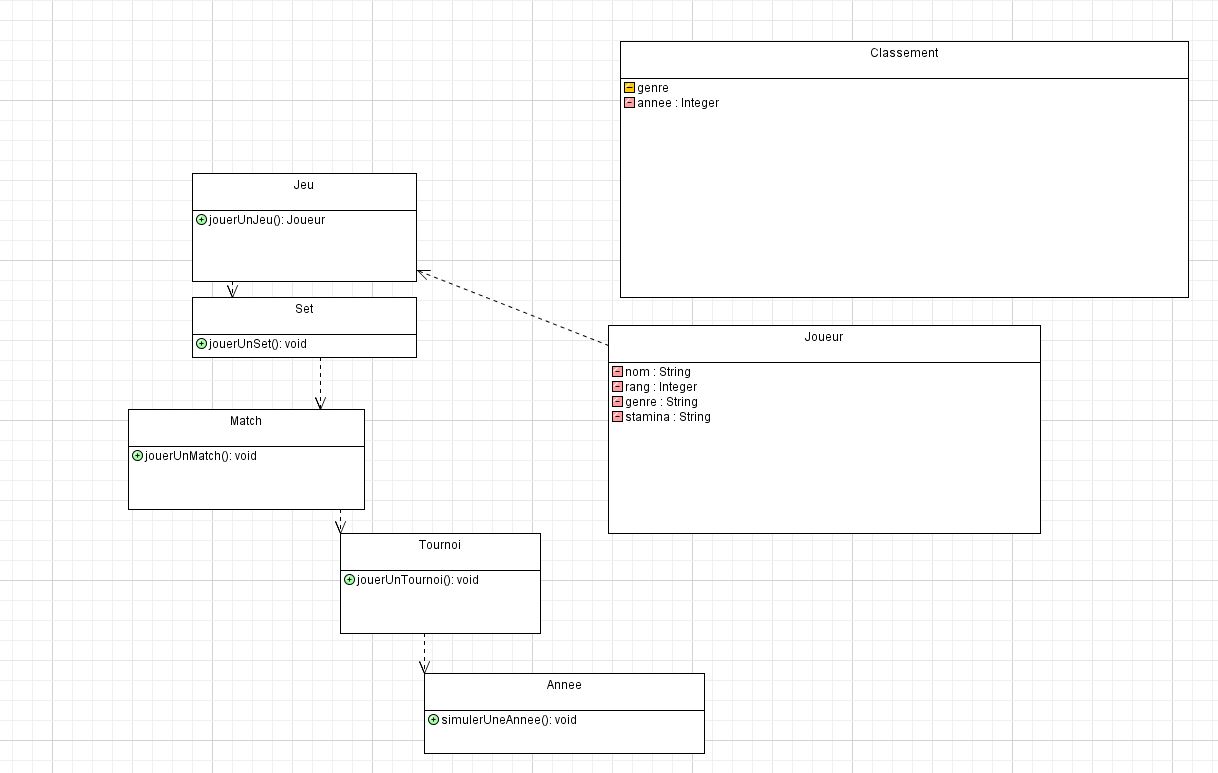 Classement
genre
annee : Integer
Jeu
jouerUnJeu(): Joueur
Set
jouerUnSet(): void
Joueur
nom : String
rang : Integer
genre : String
stamina : String
Match
jouerUnMatch(): void
Tournoi
jouerUnTournoi(): void
Annee
simulerUneAnnee(): void